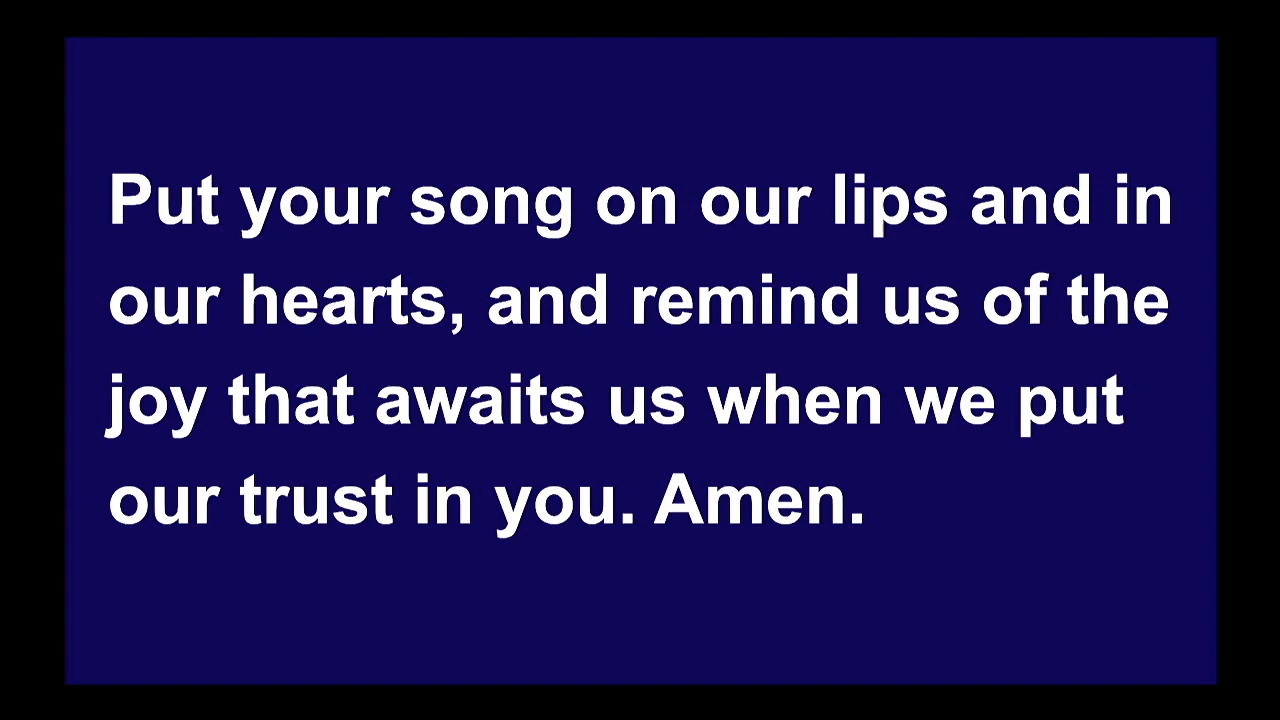 Put your song on our lips and in
our hearts, and remind us of the
joy that awaits us when we put
our trust in you. Amen.